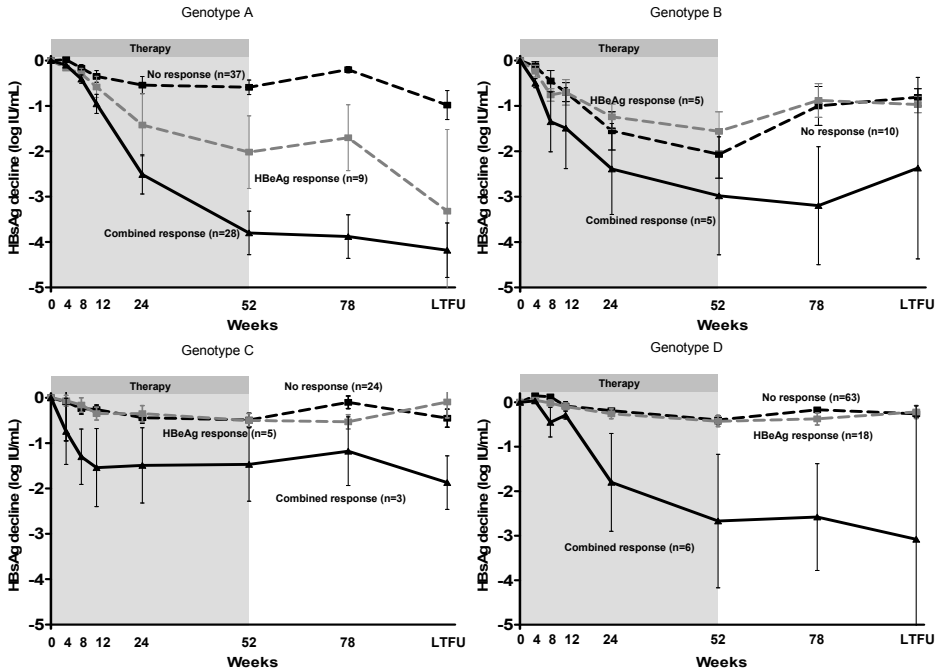 Genotype A
Therapy
HBsAg decline (log IU/mL)
0
-1
-2
-3
-4
-5
No response (n=37)
HBeAg response (n=9)
Combined response (n=28)
0 4 8 12 24 52 78 LTFU
Weeks
Genotype B
Therapy
HBsAg decline (log IU/mL)
0
-1
-2
-3
-4
-5
HBeAg response (n=5)
No response (n=10)
Combined response (n=5)
0 4 8 12 24 52 78 LTFU
Weeks
Genotype C
Therapy
HBsAg decline (log IU/mL)
0
-1
-2
-3
-4
-5
No response (n=24)
HBeAg response (n=5)
Combined response (n=3)
0 4 8 12 24 52 78 LTFU
Weeks
Genotype D
Therapy
HBsAg decline (log IU/mL)
0
-1
-2
-3
-4
-5
No response (n=63)
HBeAg response (n=18)
Combined response (n=6)
0 4 8 12 24 52 78 LTFU
Weeks